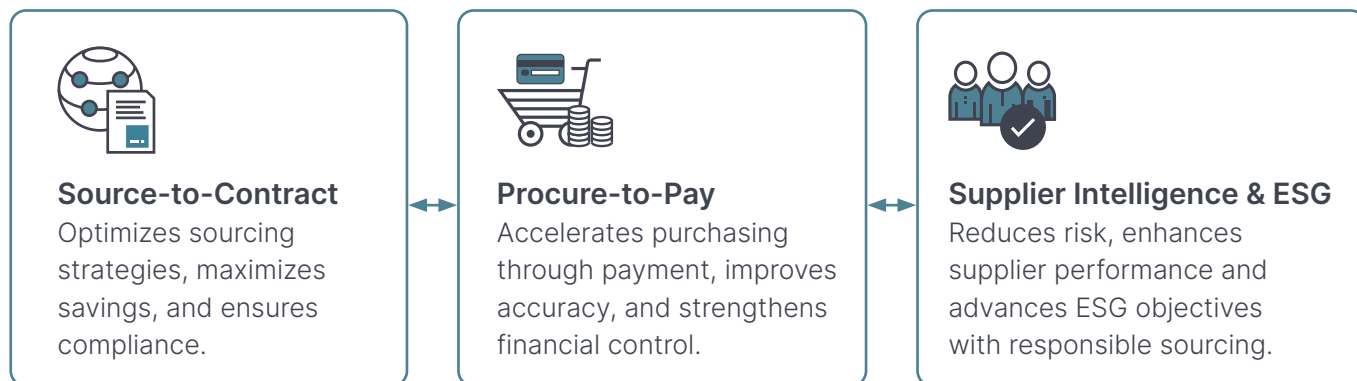 Source-to-Contract
Optimizes sourcing
strategies, maximizes
savings, and ensures
compliance.
Procure-to-Pay
Accelerates purchasing
through payment, improves
accuracy, and strengthens
financial control.
Supplier Intelligence & ESG
Reduces risk, enhances
supplier performance and
advances ESG objectives
with responsible sourcing.